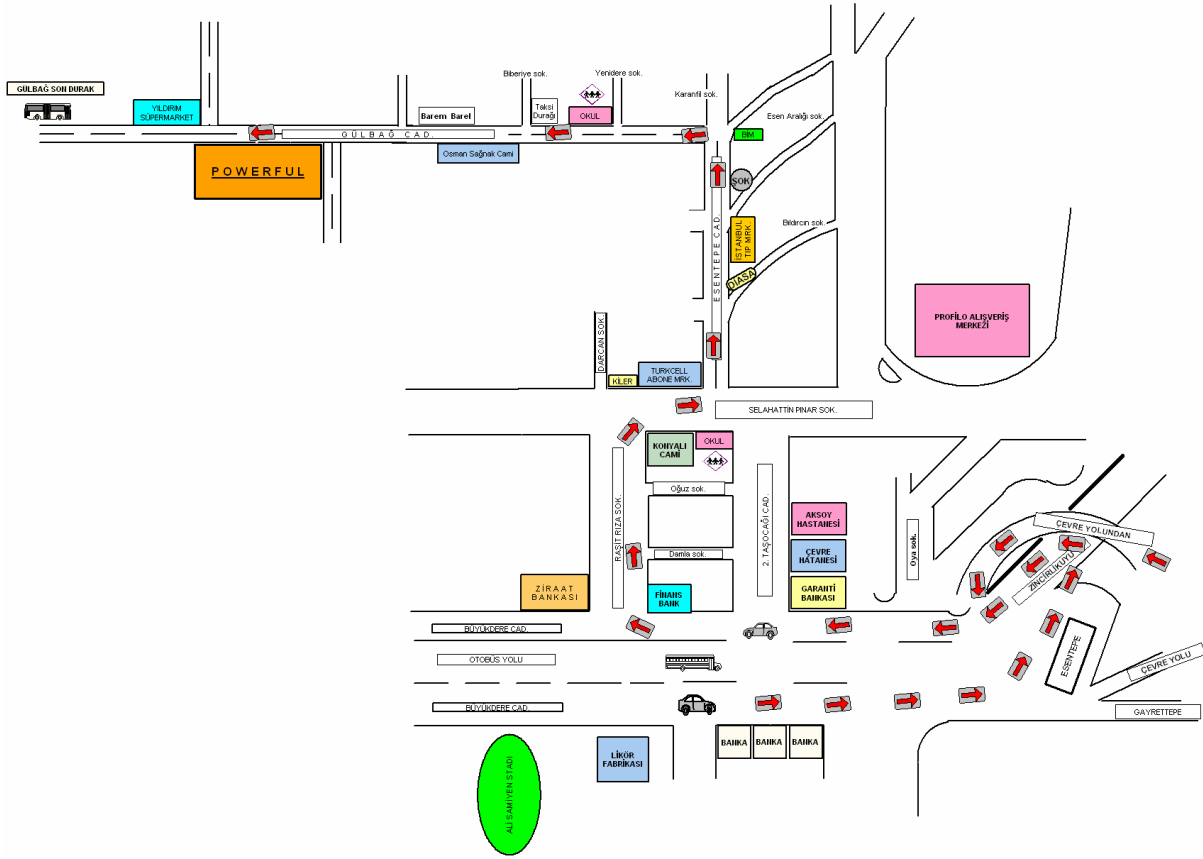 Biberiye sok.
Yenidere sok.
GÜLBAĞ SON DURAK
Karanfil sok.
YILDIRIM
SÜPERMARKET
Barem Barel
Taksi
Durağı
OKUL
Esen Aralığı sok.
GÜLBAĞ CAD.
BİM
Osman Sağnak Cami
POWERFUL
ŞOK
Bıldırcın sok.
İSTANBUL
TIP MRK.
ESENTEPE CAD.
DIASA
PROFİLO ALIŞVERİŞ
MERKEZİ
DARCAN SOK.
KİLER
TURKCELL
ABONE MRK.
SELAHATTİN PINAR SOK.
KONYALI
CAMİ
OKUL
Oğuz sok.
RAŞİT RIZA SOK.
2. TAŞOCAĞI CAD.
AKSOY
HASTANESİ
ÇEVRE YOLUNDAN
Oya sok.
Damla sok.
ÇEVRE
HATANESİ
ZİNCİRLİKUYU
ZİRAAT
BANKASI
FİNANS
BANK
GARANTİ
BANKASI
BÜYÜKDERE CAD.
OTOBÜS YOLU
ESENTEPE
ÇEVRE YOLU
BÜYÜKDERE CAD.
GAYRETTEPE
BANKA
BANKA
BANKA
LİKÖR
FABRİKASI
ALİ SAMİYEN STADI